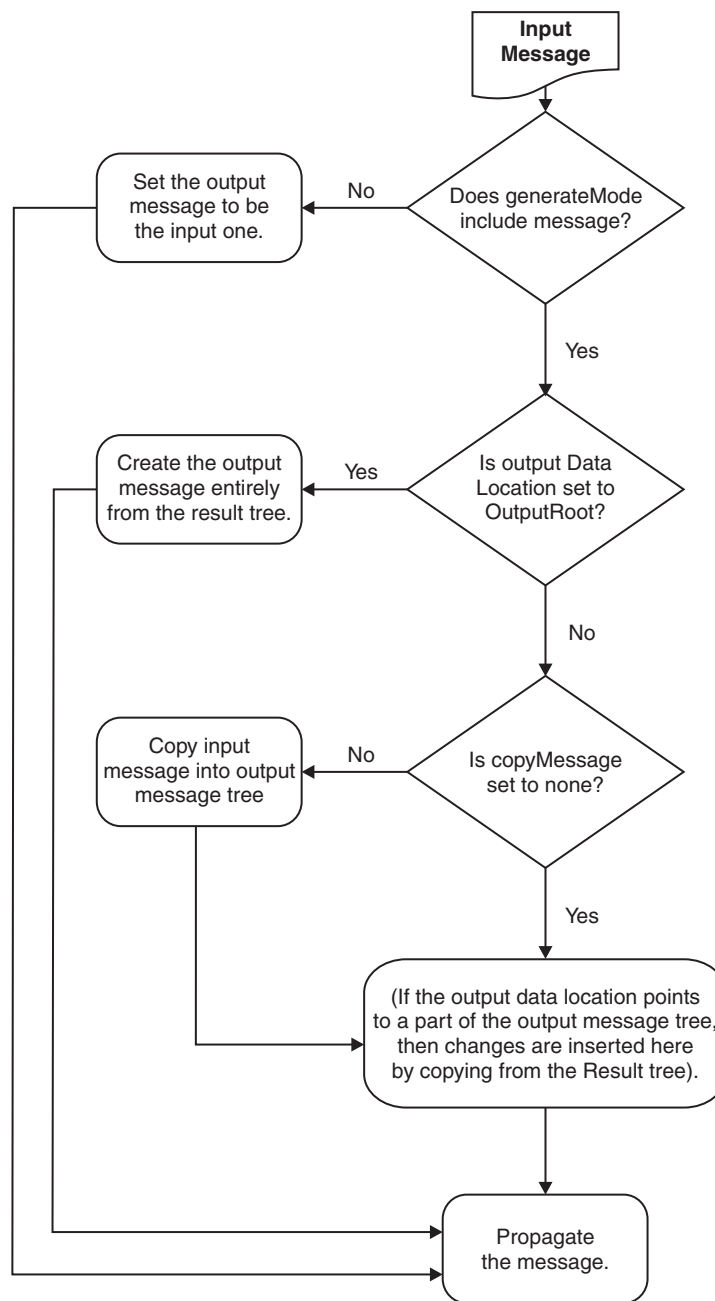 Input
Message
Does generateMode
include message?
No
Set the output
message to be
the input one.
Yes
Is output Data
Location set to
OutputRoot?
Yes
Create the output
message entirely
from the result tree.
No
Is copyMessage
set to none?
No
Copy input
message into output
message tree
Yes
(If the output data location points
to a part of the output message tree,
then changes are inserted here
by copying from the Result tree).
Propagate
the message.